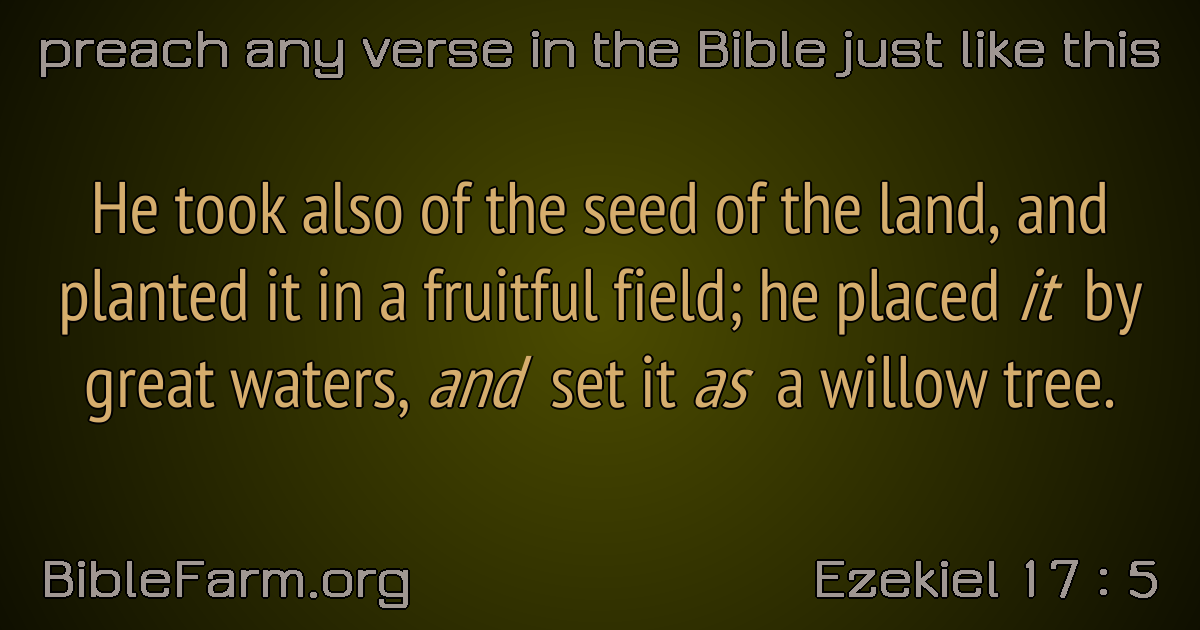 preach any verse in the Bible just like this
He took also of the seed of the land, and
planted it in a fruitful field; he placed it by
great waters, and set it as a willow tree.
BibleFarm.org
Ezekiel 17 : 5